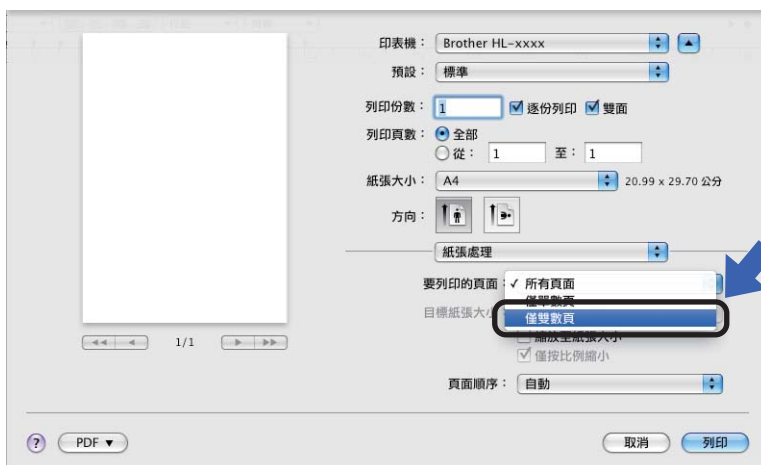 印表機： Brother HL-xxxx
預設： 標準
列印份數： 1 逐份列印 雙面
列印頁數： 全部
從： 1 至： 1
紙張大小： A4 20.99 x 29.70 公分
方向：
紙張處理
要列印的頁面： ✓ 所有頁面
僅單數頁
目標紙張大
僅雙數頁
縮放至紙張大小
僅按比例縮小
1/1
頁面順序： 自動
? PDF ▼ 取消 列印